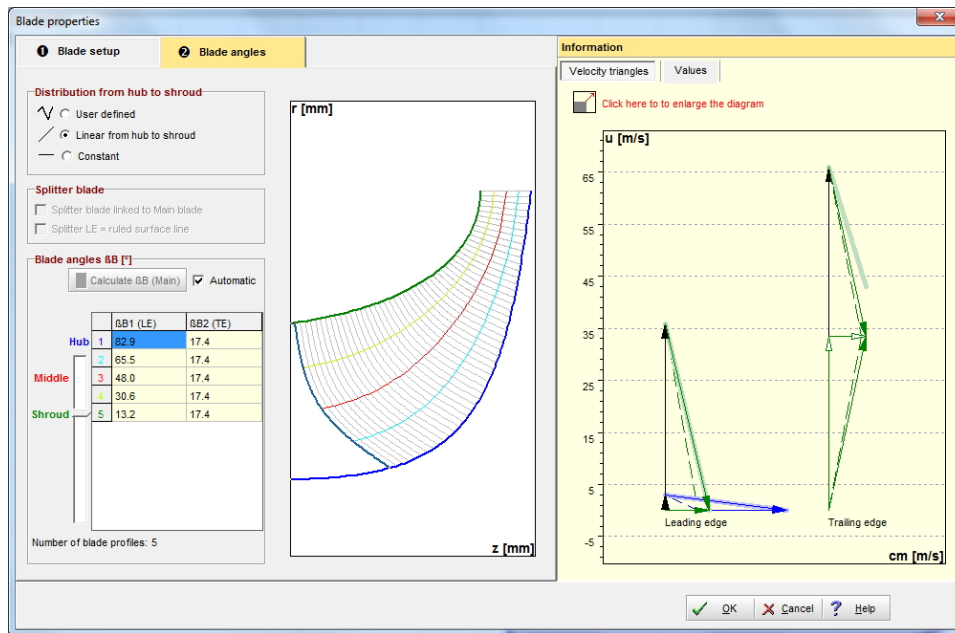 Blade properties
❶ Blade setup
❷ Blade angles
Distribution from hub to shroud
User defined
Linear from hub to shroud
Constant
Splitter blade
Splitter blade linked to Main blade
Splitter LE = ruled surface line
Blade angles ßB [°]
Calculate ßB (Main)
Automatic
ßB1 (LE) ßB2 (TE)
Hub 1 82.9 17.4
2 65.5 17.4
Middle 3 48.0 17.4
4 30.6 17.4
Shroud 5 13.2 17.4
Number of blade profiles: 5
r [mm]
z [mm]
Information
Velocity triangles
Values
Click here to to enlarge the diagram
u [m/s]
65
55
45
35
25
15
5
-5
Leading edge
Trailing edge
cm [m/s]
OK
Cancel
? Help